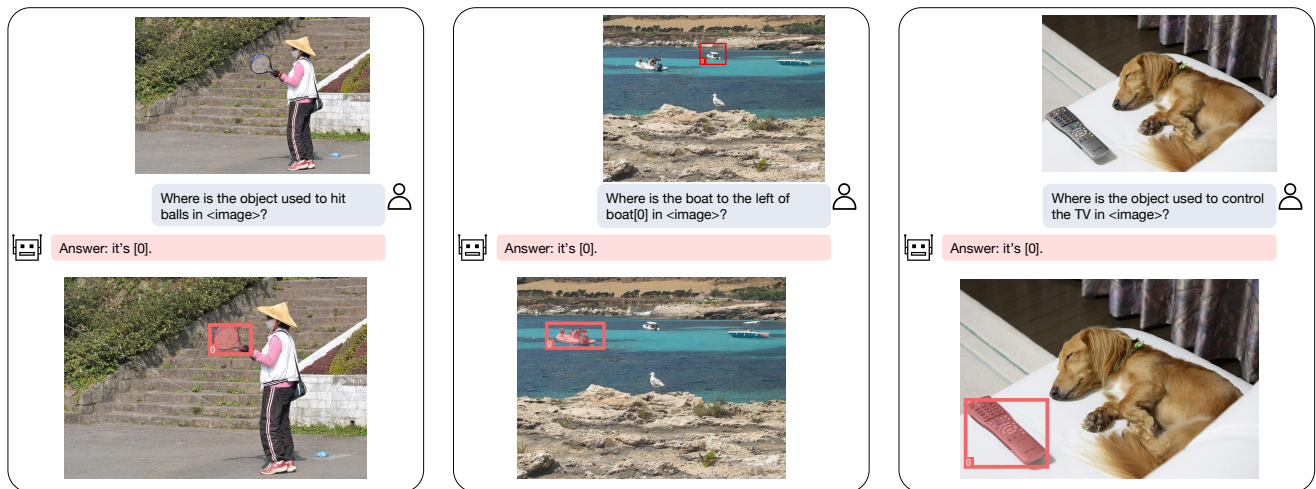 Where is the object used to hit
balls in <image>?
Answer: it's [0].
0
0
Where is the boat to the left of
boat[0] in <image>?
Answer: it's [0].
0
Where is the object used to control
the TV in <image>?
Answer: it's [0].
0